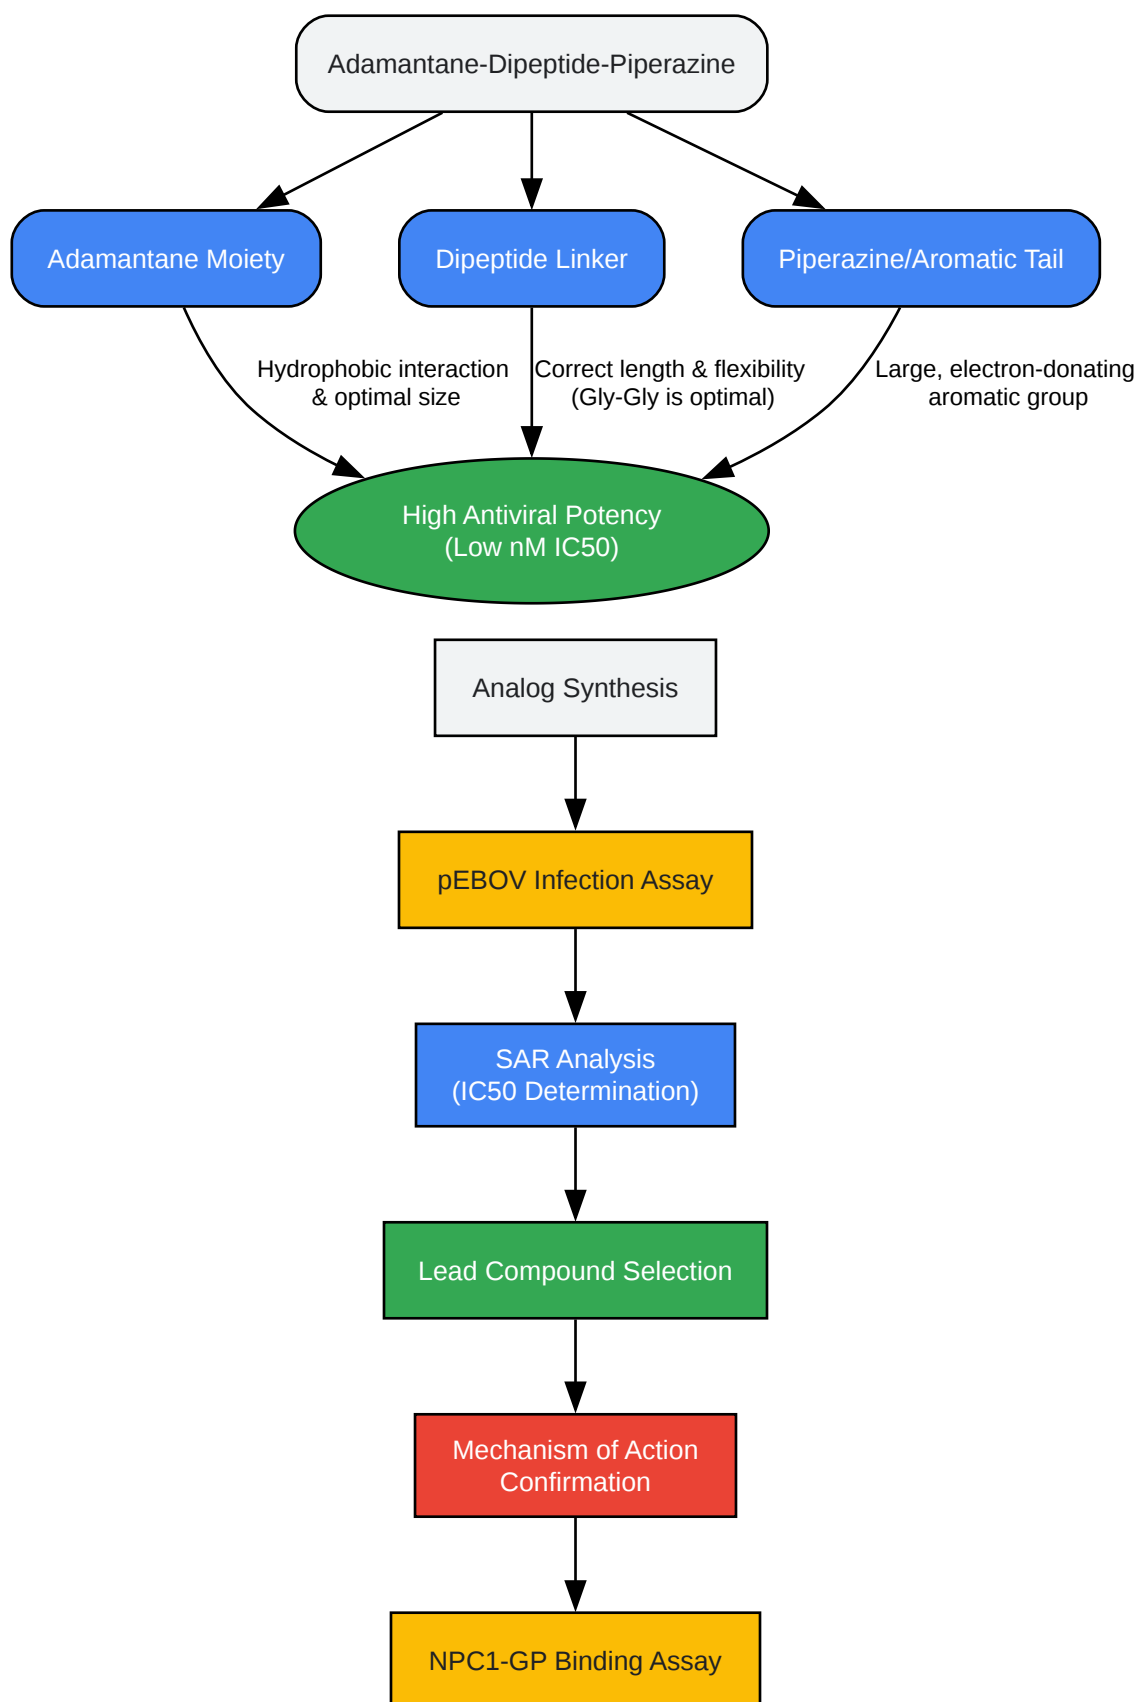 Adamantane-Dipeptide-Piperazine
Adamantane Moiety
Dipeptide Linker
Piperazine/Aromatic Tail
Hydrophobic interaction
& optimal size
Correct length & flexibility
(Gly-Gly is optimal)
Large, electron-donating
aromatic group
High Antiviral Potency
(Low nM IC50)
Analog Synthesis
pEBOV Infection Assay
SAR Analysis
(IC50 Determination)
Lead Compound Selection
Mechanism of Action
Confirmation
NPC1-GP Binding Assay